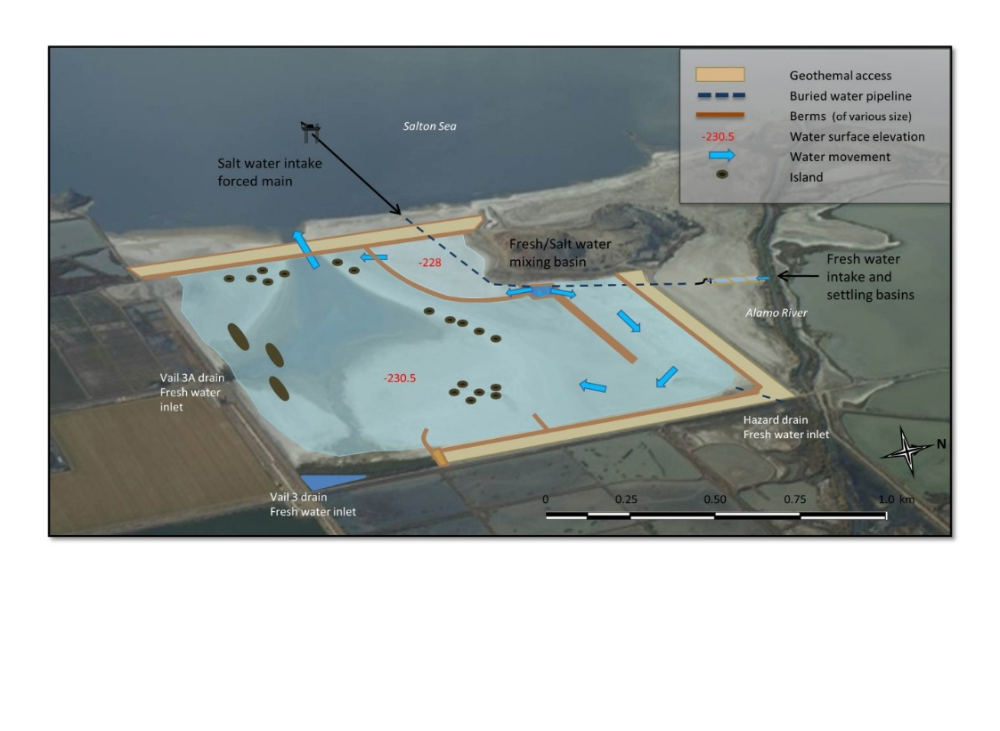 Geothemal access
Buried water pipeline
Berms (of various size)
-230.5
Water surface elevation
Water movement
Island
Salton Sea
Salt water intake
forced main
Fresh/Salt water
mixing basin
-228
Fresh water
intake and
settling basins
Alamo River
-230.5
Vail 3A drain
Fresh water
inlet
Hazard drain
Fresh water inlet
N
Vail 3 drain
Fresh water inlet
0 0.25 0.50 0.75 1.0 km